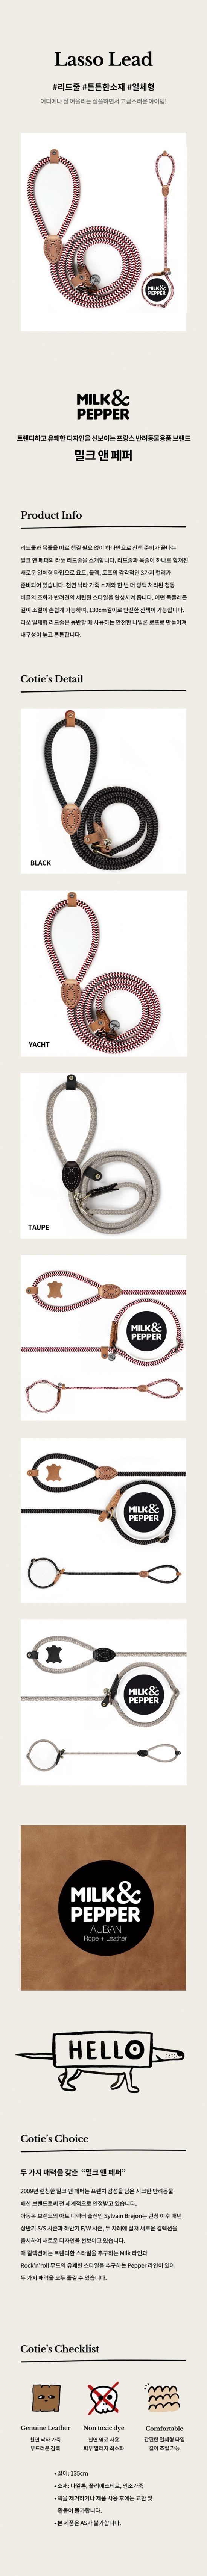 Lasso Lead
#리드줄 #튼튼한소재 #일체형
어디에나 잘 어울리는 심플하면서 고급스러운 아이템!
MILK&
PEPPER
MILK&
PEPPER
트렌디하고 유쾌한 디자인을 선보이는 프랑스 반려동물용품 브랜드
밀크 앤 페퍼
Product Info
리드줄과 목줄을 따로 챙길 필요 없이 하나만으로 산책 준비가 끝나는
밀크 앤 페퍼의 라쏘 리드줄을 소개합니다. 리드줄과 목줄이 하나로 합쳐진
새로운 일체형 타입으로 요트, 블랙, 토프의 감각적인 3가지 컬러가
준비되어 있습니다. 천연 낙타 가죽 소재와 한 번 더 광택 처리된 청동
버클의 조화가 반려견의 세련된 스타일을 완성시켜 줍니다. 어떤 목둘레든
길이 조절이 손쉽게 가능하며, 130cm길이로 안전한 산책이 가능합니다.
라쏘 일체형 리드줄은 등반할 때 사용하는 안전한 나일론 로프로 만들어져
내구성이 높고 튼튼합니다.
Cotie's Detail
BLACK
YACHT
TAUPE
MILK&
PEPPER
MILK&
PEPPER
MILK&
PEPPER
MILK&
PEPPER
AUBAN
Rope + Leather
HELLO
Cotie's Choice
두 가지 매력을 갖춘 “밀크 앤 페퍼”
2009년 런칭한 밀크 앤 페퍼는 프렌치 감성을 담은 시크한 반려동물
패션 브랜드로써 전 세계적으로 인정받고 있습니다.
아동복 브랜드의 아트 디렉터 출신인 Sylvain Brejon는 런칭 이후 매년
상반기 S/S 시즌과 하반기 F/W 시즌, 두 차례에 걸쳐 새로운 컬렉션을
출시하며 새로운 디자인을 선보이고 있습니다.
매 컬렉션에는 트렌디한 스타일을 추구하는 Milk 라인과
Rock'n'roll 무드의 유쾌한 스타일을 추구하는 Pepper 라인이 있어
두 가지 매력을 모두 즐길 수 있습니다.
Cotie's Checklist
Genuine Leather
천연 낙타 가죽
부드러운 감촉
Non toxic dye
천연 염료 사용
피부 알러지 최소화
Comfortable
간편한 일체형 타입
길이 조절 가능
• 길이: 135cm
• 소재: 나일론, 폴리에스테르, 인조가죽
• 택을 제거하거나 제품 사용 후에는 교환 및
환불이 불가합니다.
• 본 제품은 AS가 불가합니다.